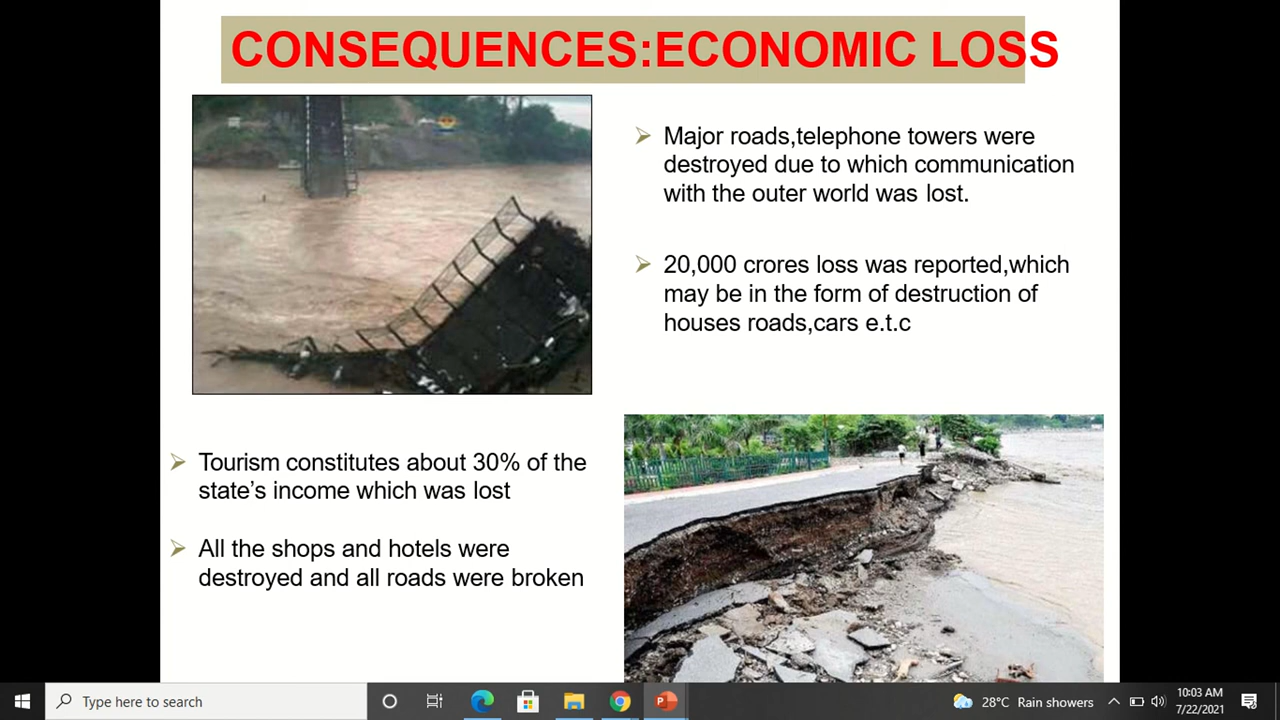 CONSEQUENCES:ECONOMIC LOSS
Major roads,telephone towers were
destroyed due to which communication
with the outer world was lost.
20,000 crores loss was reported,which
may be in the form of destruction of
houses roads,cars e.t.c
Tourism constitutes about 30% of the
state’s income which was lost
All the shops and hotels were
destroyed and all roads were broken
Type here to search
28°C Rain showers
10:03 AM
7/22/2021